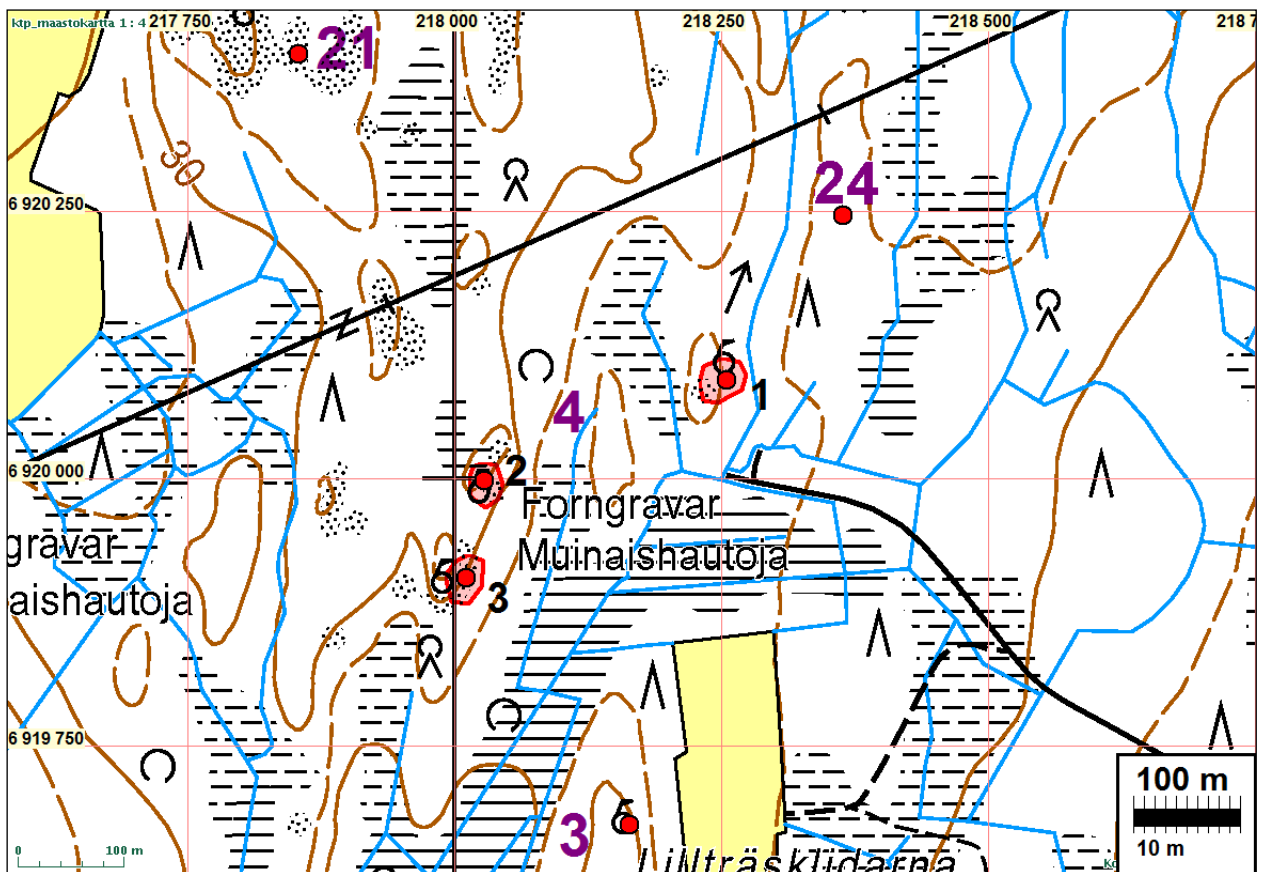 ktp_maastokartta 1 : 4
217 750
218 000
218 250
218 500
218 7
21
30
24
6 920 250
4
1
2
6 920 000
Forngravar
Muinaishautoja
gravar
aishautoja
3
6 919 750
3
Lillträsklidarna
100 m
10 m
0
100 m